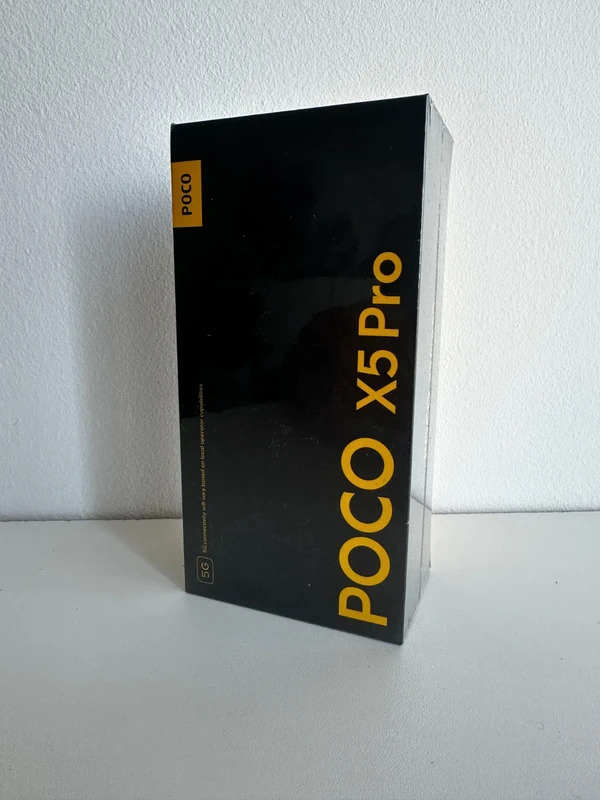 POCO
5G 5G connectivity will vary based on local operator capabilities
POCO X5 Pro